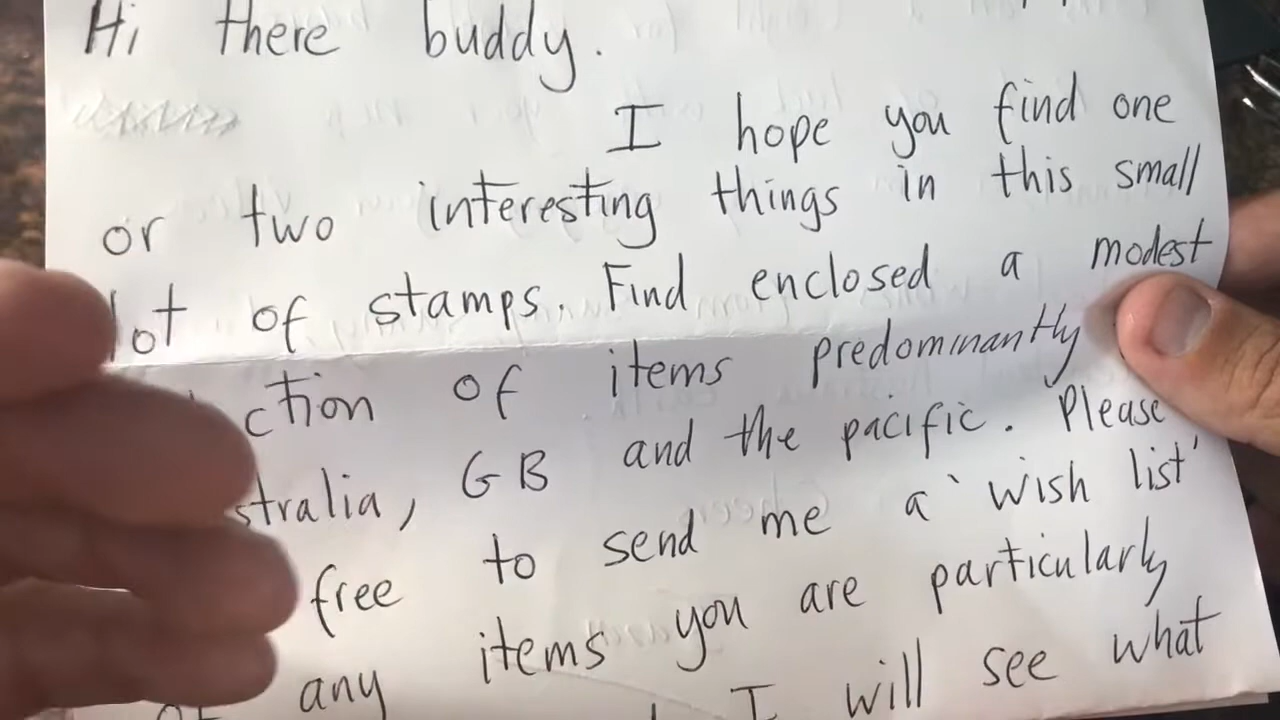 Hi there buddy.
I hope you find one
or two interesting things in this small
lot of stamps. Find enclosed a modest
ction of items predominantly
stralia, GB and the pacific. Please
free to send me a 'wish list'
any items you are particularly
I will see what